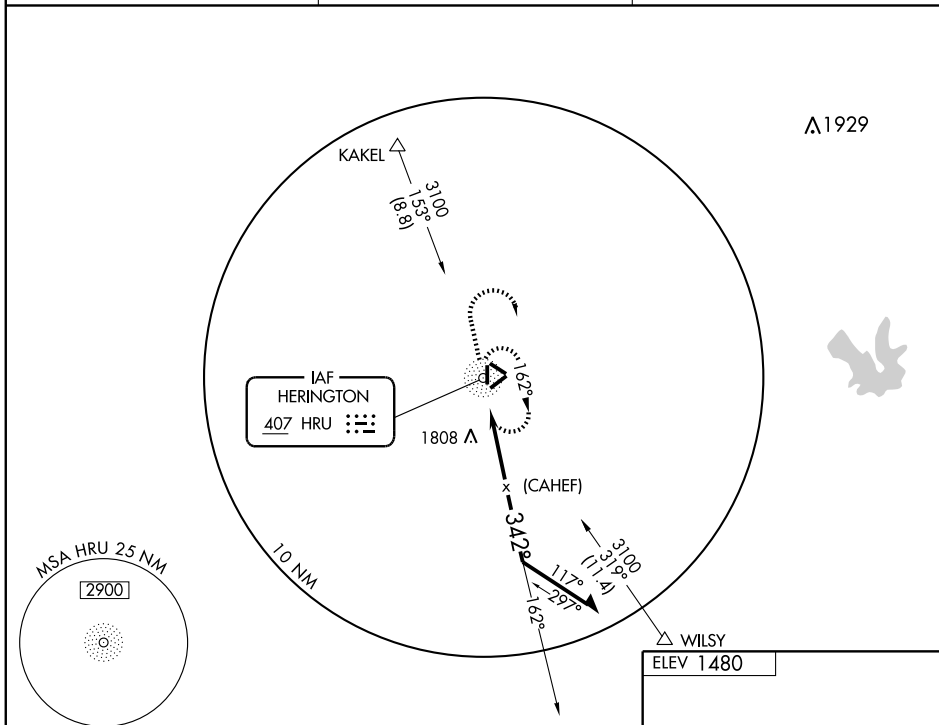 1929
KAKEL
3100
153°
(8.8)
IAF
HERINGTON
407 HRU
162°
1808
(CAHEF)
342°
10 NM
3100
319°
(11.4)
117°
297°
162°
MSA HRU 25 NM
2900
WILSY
ELEV 1480